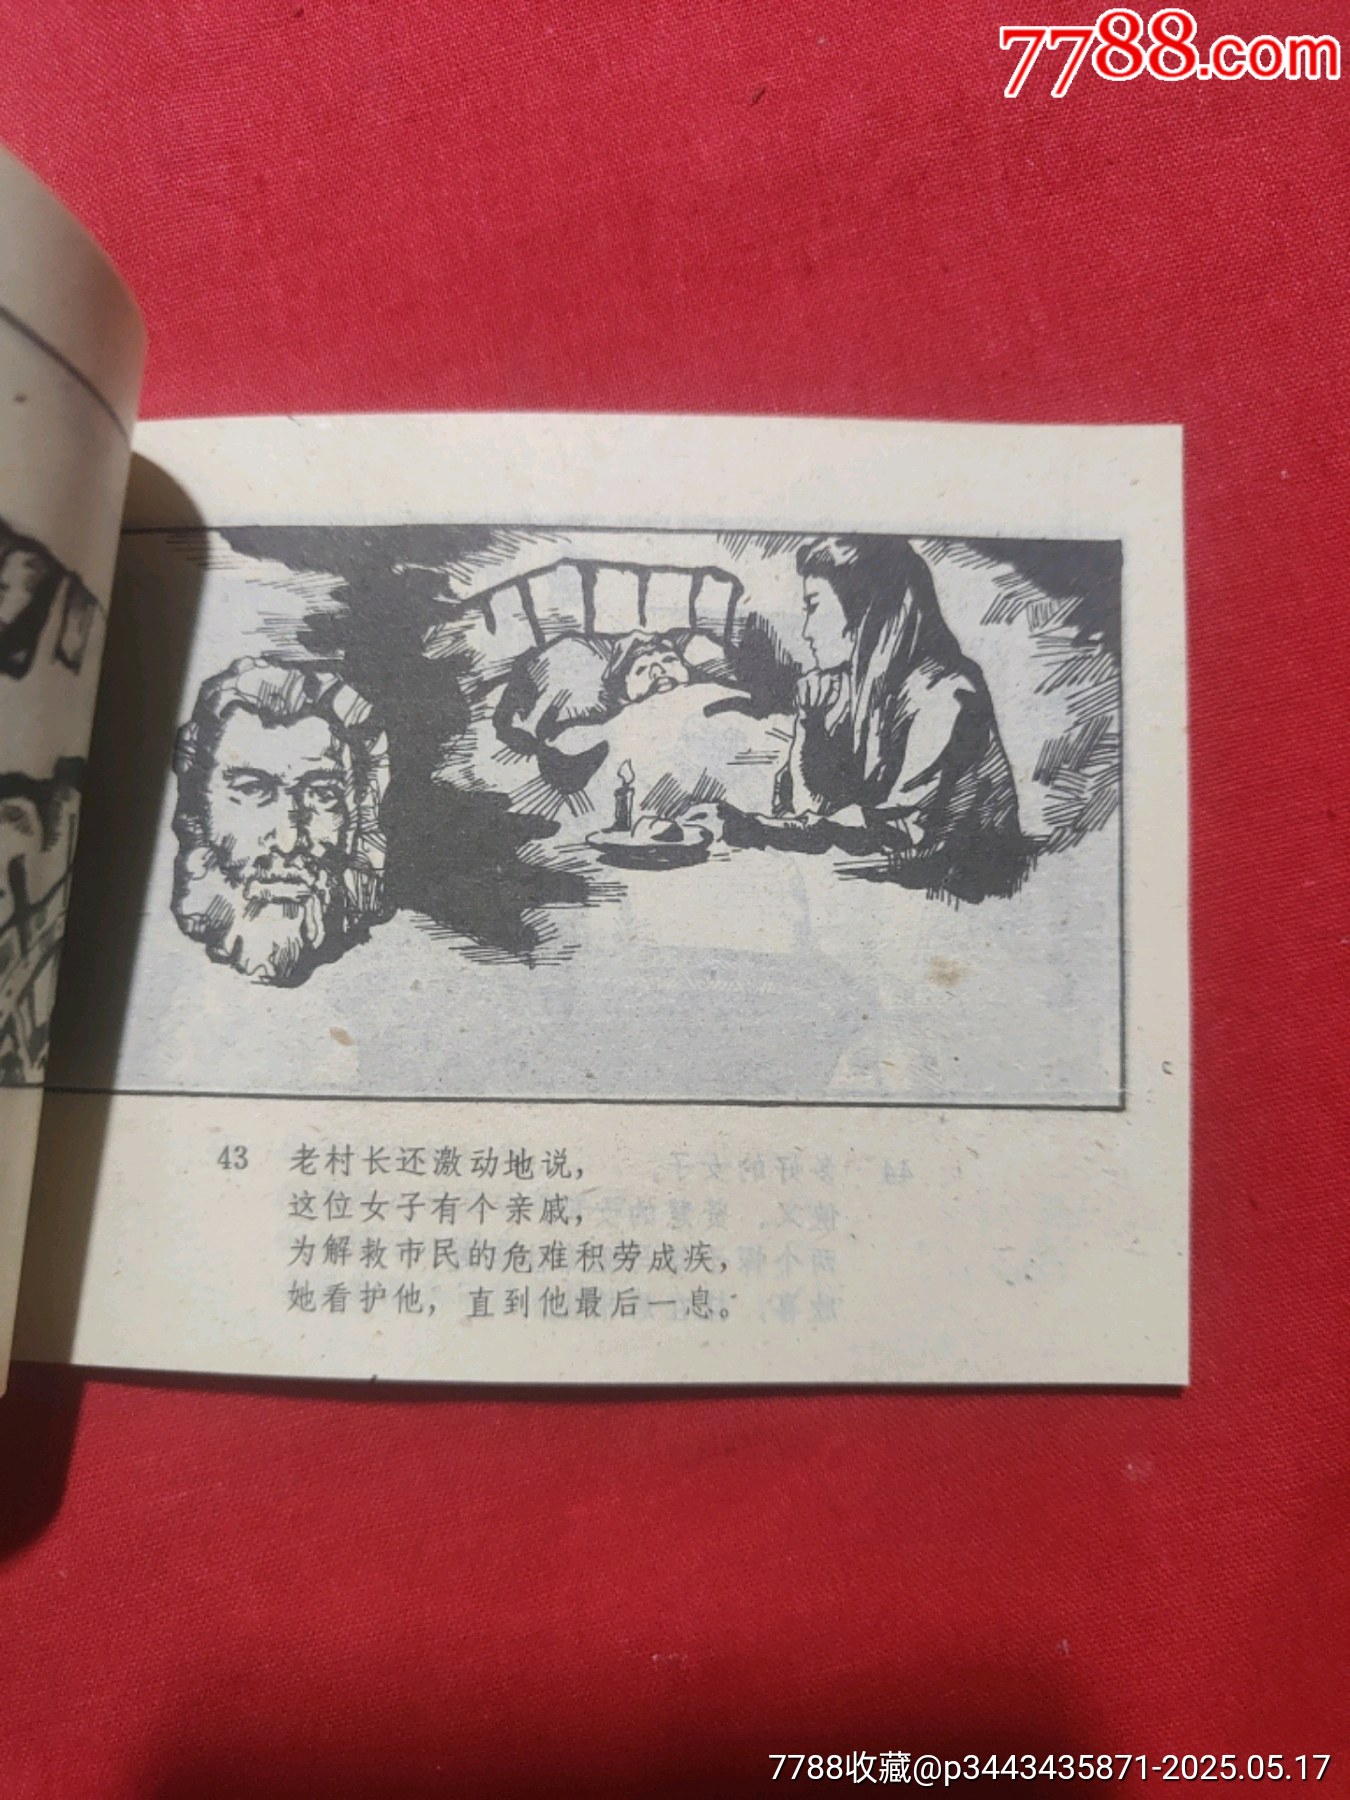 7788.com
43 老村长还激动地说，
这位女子有个亲戚，
为解救市民的危难积劳成疾，
她看护他，直到他最后一息。
7788收藏@p3443435871-2025.05.17